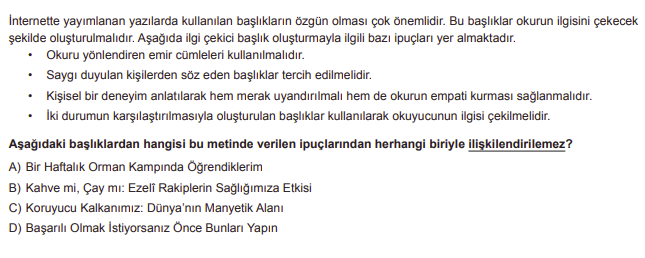 İnternette yayımlanan yazılarda kullanılan başlıkların özgün olması çok önemlidir. Bu başlıklar okurun ilgisini çekecek
şekilde oluşturulmalıdır. Aşağıda ilgi çekici başlık oluşturmayla ilgili bazı ipuçları yer almaktadır.
• Okuru yönlendiren emir cümleleri kullanılmalıdır.
• Saygı duyulan kişilerden söz eden başlıklar tercih edilmelidir.
• Kişisel bir deneyim anlatılarak hem merak uyandırılmalı hem de okurun empati kurması sağlanmalıdır.
• İki durumun karşılaştırılmasıyla oluşturulan başlıklar kullanılarak okuyucunun ilgisi çekilmelidir.
Aşağıdaki başlıklardan hangisi bu metinde verilen ipuçlarından herhangi biriyle ilişkilendirilemez?
A) Bir Haftalık Orman Kampında Öğrendiklerim
B) Kahve mi, Çay mı: Ezelî Rakiplerin Sağlığımıza Etkisi
C) Koruyucu Kalkanımız: Dünya'nın Manyetik Alanı
D) Başarılı Olmak İstiyorsanız Önce Bunları Yapın